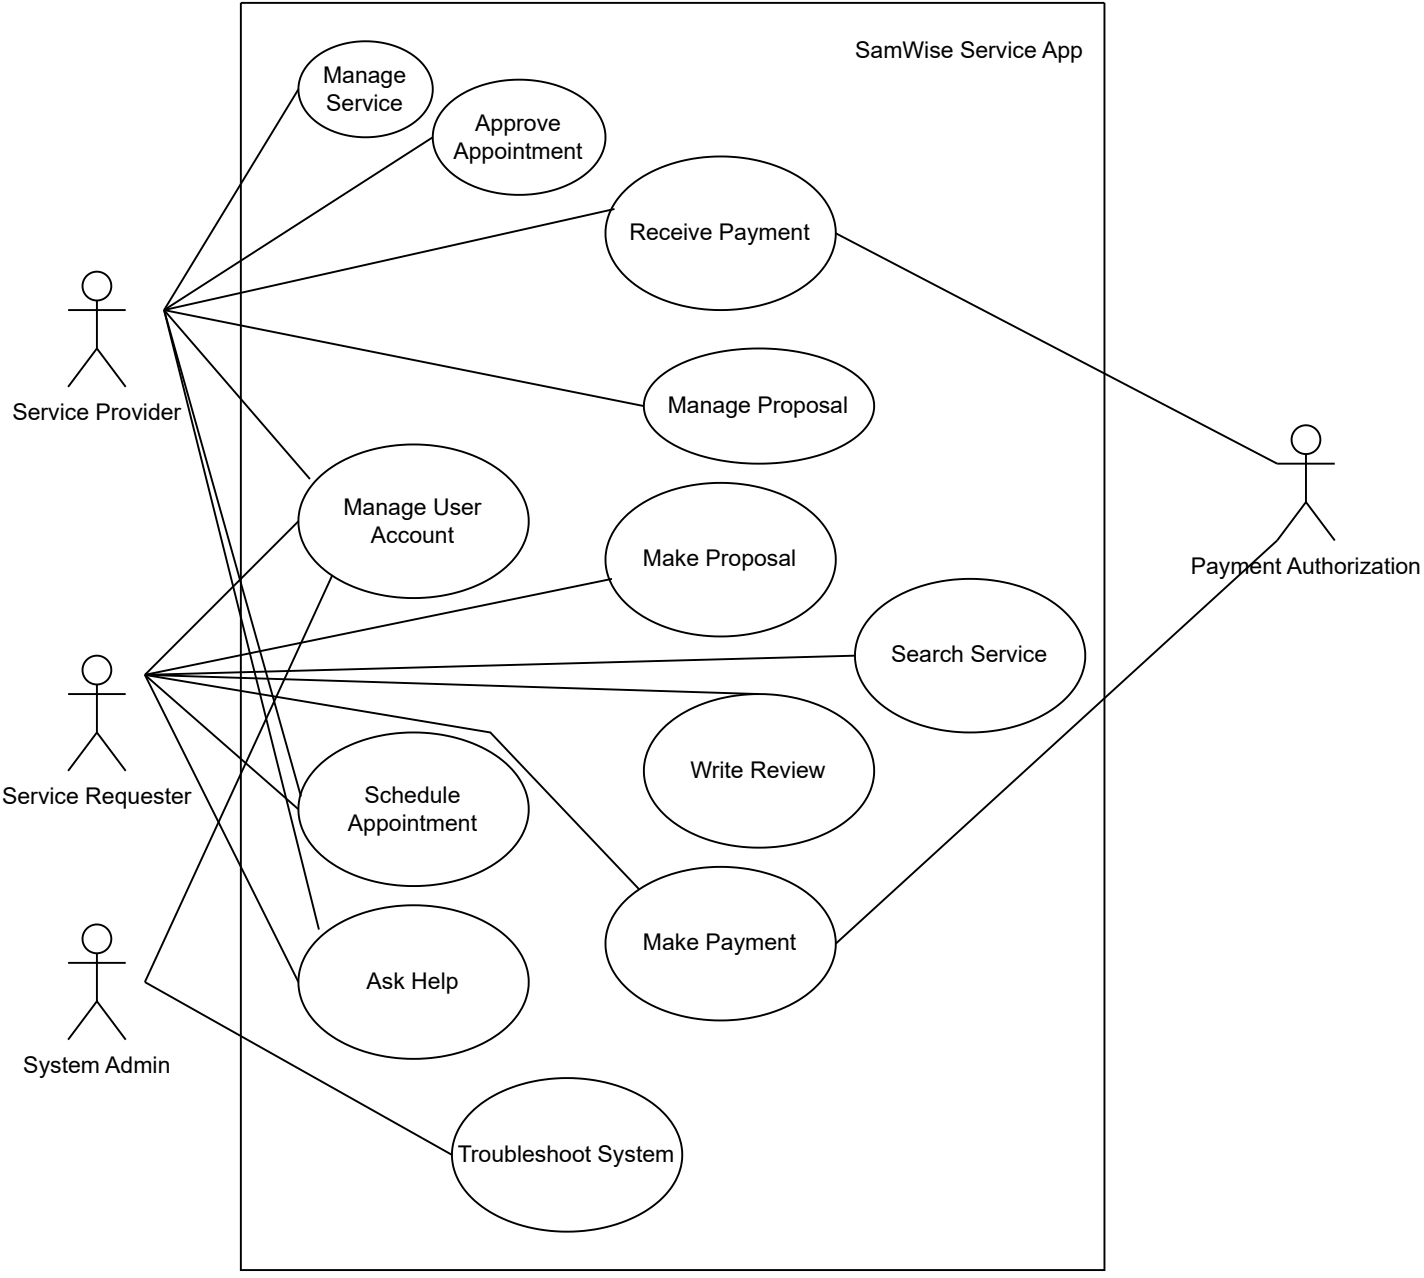 SamWise Service App
Manage
Service
Approve
Appointment
Receive Payment
Service Provider
Manage Proposal
Manage User
Account
Make Proposal
Payment Authorization
Search Service
Write Review
Service Requester
Schedule
Appointment
Make Payment
Ask Help
System Admin
Troubleshoot System